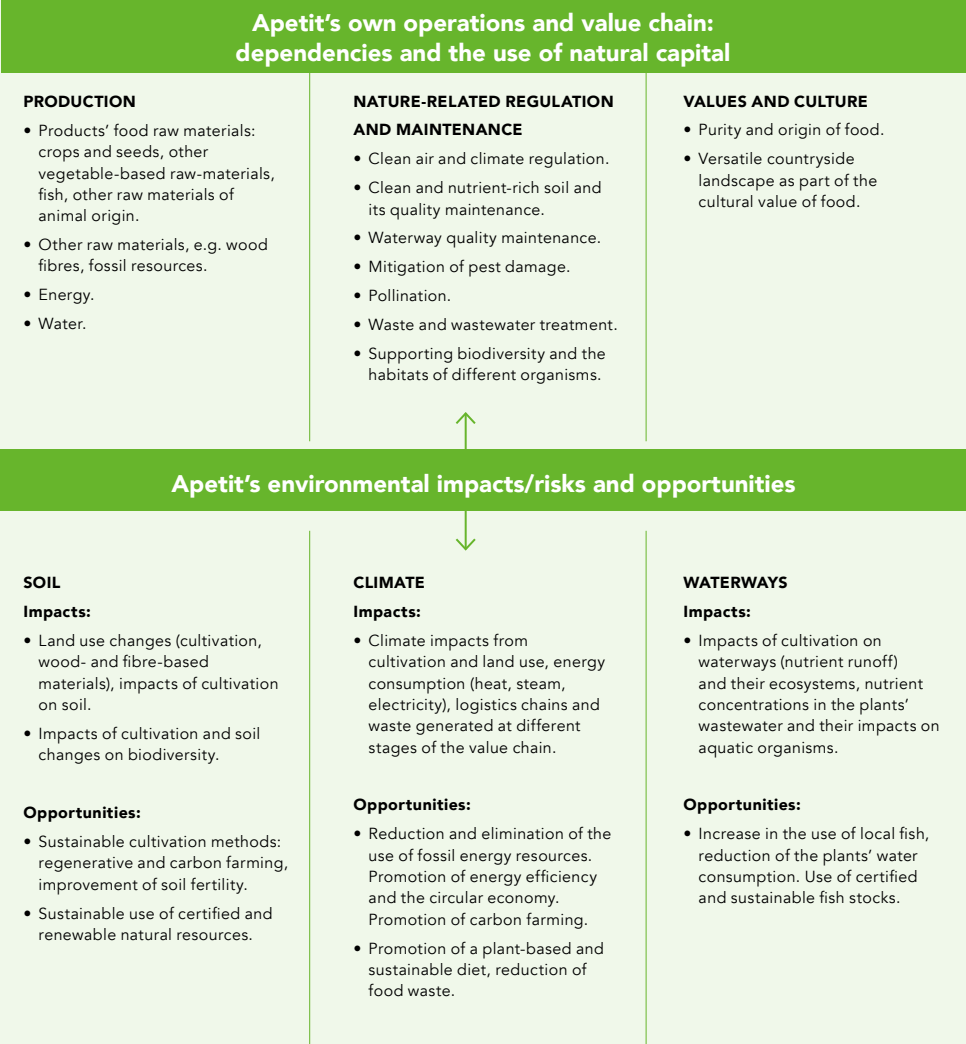 Apetit's own operations and value chain:
dependencies and the use of natural capital
PRODUCTION
• Products' food raw materials:
crops and seeds, other
vegetable-based raw-materials,
fish, other raw materials of
animal origin.
• Other raw materials, e.g. wood
fibres, fossil resources.
• Energy.
• Water.
NATURE-RELATED REGULATION
AND MAINTENANCE
• Clean air and climate regulation.
• Clean and nutrient-rich soil and
its quality maintenance.
• Waterway quality maintenance.
• Mitigation of pest damage.
• Pollination.
• Waste and wastewater treatment.
• Supporting biodiversity and the
habitats of different organisms.
VALUES AND CULTURE
• Purity and origin of food.
• Versatile countryside
landscape as part of the
cultural value of food.
Apetit's environmental impacts/risks and opportunities
SOIL
Impacts:
• Land use changes (cultivation,
wood- and fibre-based
materials), impacts of cultivation
on soil.
• Impacts of cultivation and soil
changes on biodiversity.
Opportunities:
• Sustainable cultivation methods:
regenerative and carbon farming,
improvement of soil fertility.
• Sustainable use of certified and
renewable natural resources.
CLIMATE
Impacts:
• Climate impacts from
cultivation and land use, energy
consumption (heat, steam,
electricity), logistics chains and
waste generated at different
stages of the value chain.
Opportunities:
• Reduction and elimination of the
use of fossil energy resources.
Promotion of energy efficiency
and the circular economy.
Promotion of carbon farming.
• Promotion of a plant-based and
sustainable diet, reduction of
food waste.
WATERWAYS
Impacts:
• Impacts of cultivation on
waterways (nutrient runoff)
and their ecosystems, nutrient
concentrations in the plants'
wastewater and their impacts on
aquatic organisms.
Opportunities:
• Increase in the use of local fish,
reduction of the plants' water
consumption. Use of certified
and sustainable fish stocks.